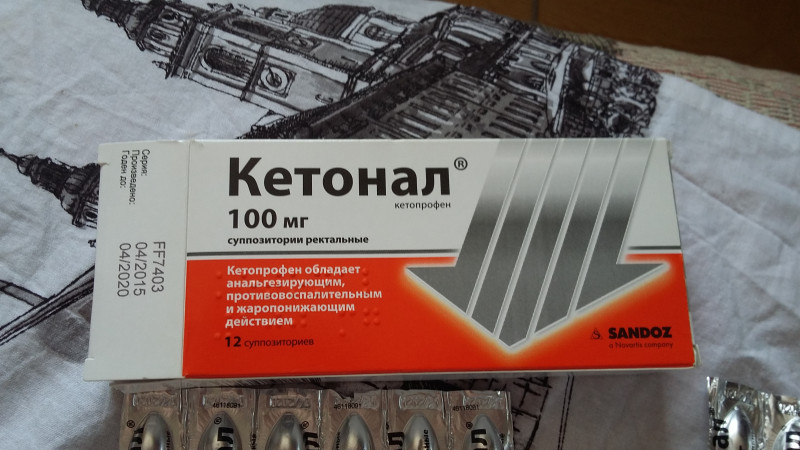 Серия:
Произведено:
Годен до:
FF7403
04/2015
04/2020
Кетонал®
кетопрофен
100 мг
суппозитории ректальные
Кетопрофен обладает
анальгезирующим,
противовоспалительным
и жаропонижающим
действием
12 суппозиториев
SANDOZ
a Novartis company